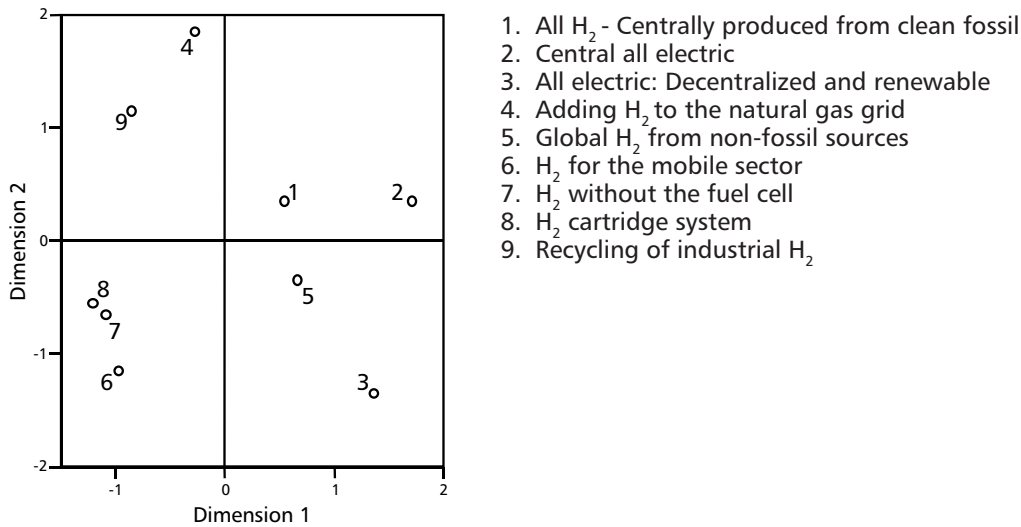 2
1
0
-1
-2
Dimension 2
4
9
1
2
5
8
7
6
3
-1
0
1
2
Dimension 1
1. All H₂ - Centrally produced from clean fossil
2. Central all electric
3. All electric: Decentralized and renewable
4. Adding H₂ to the natural gas grid
5. Global H₂ from non-fossil sources
6. H₂ for the mobile sector
7. H₂ without the fuel cell
8. H₂ cartridge system
9. Recycling of industrial H₂